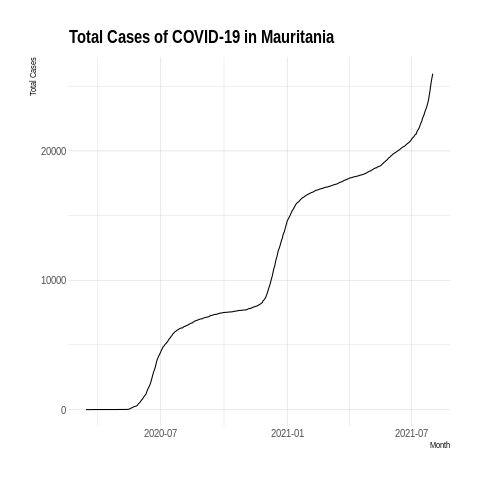 Total Cases of COVID-19 in Mauritania
Total Cases
20000
10000
0
2020-07
2021-01
2021-07
Month